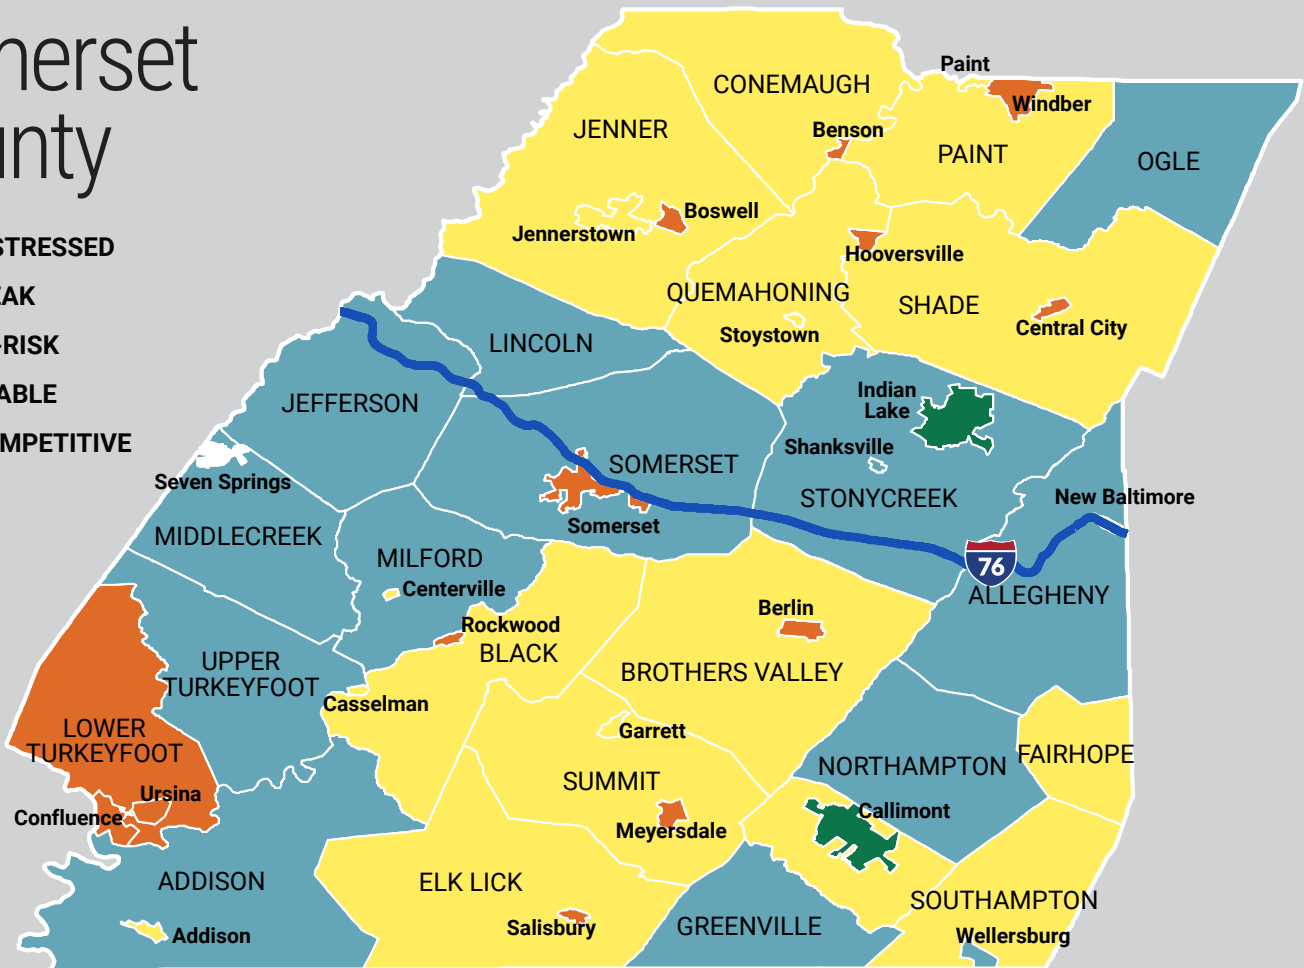 merset
unty
STRESSED
EAK
-RISK
ABLE
MPETITIVE
CONEMAUGH
Paint
Windber
JENNER
Benson
PAINT
OGLE
Boswell
Jennerstown
Hooversville
QUEMAHONING
SHADE
Stoystown
Central City
LINCOLN
JEFFERSON
Indian
Lake
Shanksville
SOMERSET
STONYCREEK
New Baltimore
Seven Springs
Somerset
MIDDLECREEK
MILFORD
76
Centerville
ALLEGHENY
Berlin
Rockwood
BLACK
UPPER
TURKEYFOOT
BROTHERS VALLEY
Casselman
LOWER
TURKEYFOOT
Garrett
NORTHAMPTON
FAIRHOPE
SUMMIT
Ursina
Confluence
Callimont
Meyersdale
ADDISON
ELK LICK
SOUTHAMPTON
Addison
Salisbury
GREENVILLE
Wellersburg